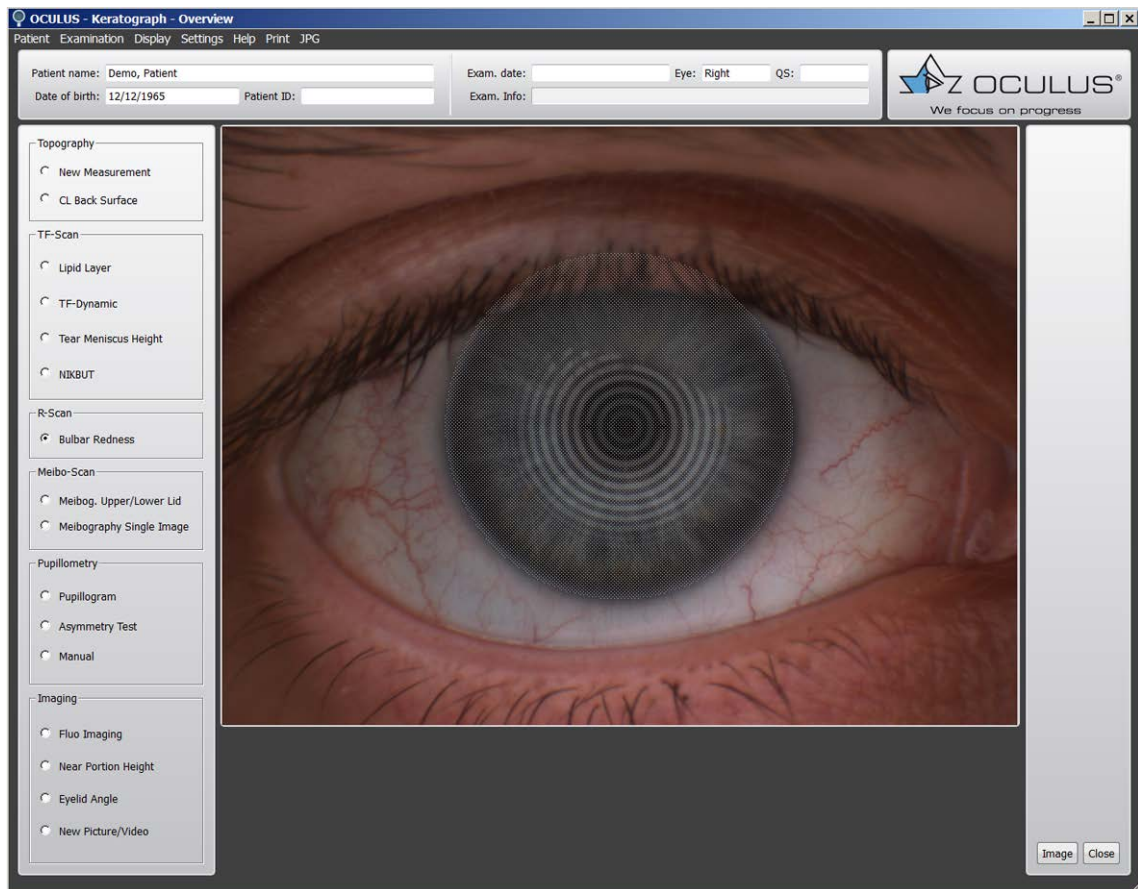 OCULUS - Keratograph - Overview
Patient Examination Display Settings Help Print JPG
Patient name: Demo, Patient
Date of birth: 12/12/1965 Patient ID:
Exam. date: Eye: Right QS:
Exam. Info:
OCULUS®
We focus on progress
Topography
New Measurement
CL Back Surface
TF-Scan
Lipid Layer
TF-Dynamic
Tear Meniscus Height
NIKBUT
R-Scan
Bulbar Redness
Meibo-Scan
Meibog. Upper/Lower Lid
Meibography Single Image
Pupillometry
Pupillogram
Asymmetry Test
Manual
Imaging
Fluo Imaging
Near Portion Height
Eyelid Angle
New Picture/Video
Image Close